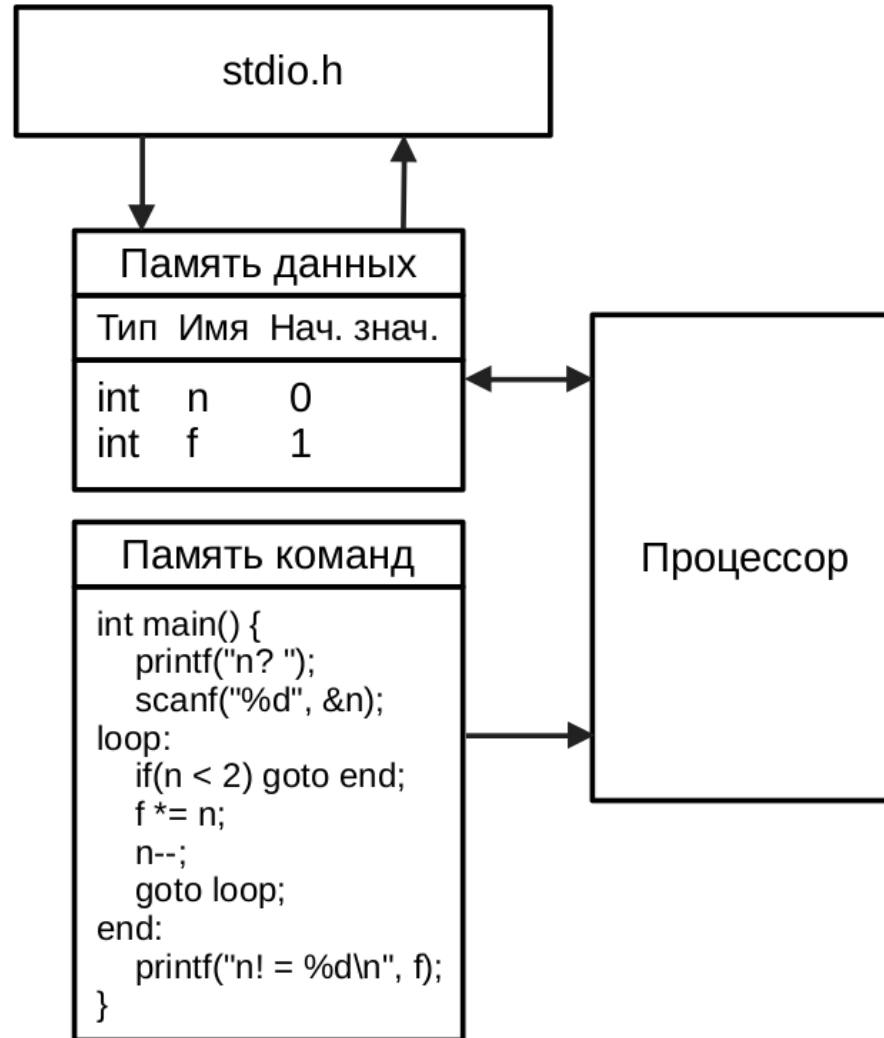 stdio.h
Память данных
Тип Имя Нач. знач.
int n 0
int f 1
Процессор
Память команд
int main() {
printf("n? ");
scanf("%d", &n);
loop:
if(n < 2) goto end;
f *= n;
n--;
goto loop;
end:
printf("n! = %d\n", f);
}